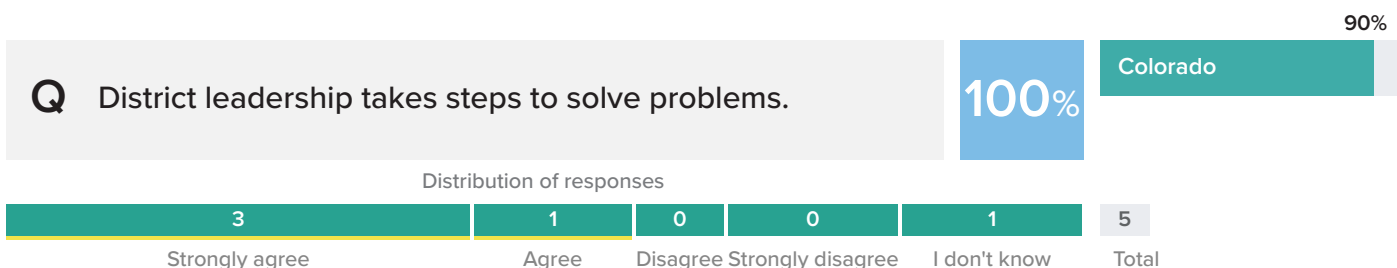 90%
Q District leadership takes steps to solve problems.
100%
Colorado
Distribution of responses
3 1 0 0 1 5
Strongly agree Agree Disagree Strongly disagree I don't know Total